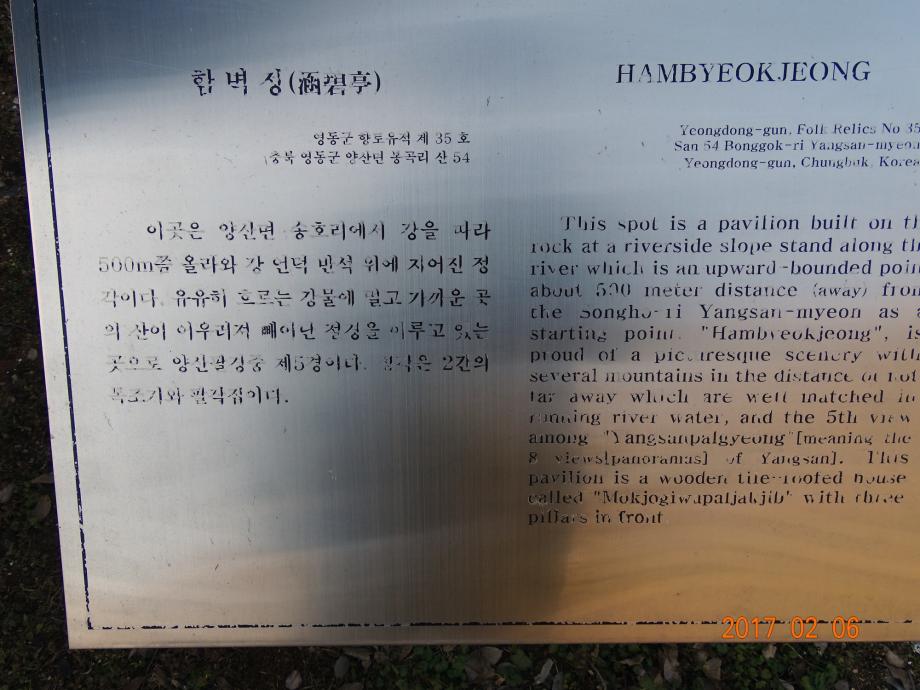 함벽정(涵碧亭)
영동군 향토유적 제 35 호
충북 영동군 양산면 봉곡리 산 54
이곳은 양산면 송호리에서 강을 따라
500m쯤 올라와 강 언덕 반석 위에 지어진 정
각이다. 유유히 흐르는 강물에 멀고 가까운 곳
의 산이 어우러져 빼어난 절경을 이루고 있는
곳으로 양산팔경중 제5경이다. 정각은 2간의
목조기와 팔작집이다.
HAMBYEOKJEONG
Yeongdong-gun, Folk Relics No 35
San 54 Bonggok-ri Yangsan-myeon
Yeongdong-gun, Chungbuk, Korea
This spot is a pavilion built on th
rock at a riverside slope stand along th
river which is an upward-bounded poin
about 500 meter distance (away) from
the Songho-ri Yangsan-myeon as a
starting point. "Hambyeokjeong", is
proud of a picturesque scenery with
several mountains in the distance or not
far away which are well matched in
running river water, and the 5th view
among "Yangsanpalgyeong"[meaning the
8 views[panoramas] of Yangsan]. This
pavilion is a wooden tile-roofed house
called "Mokjogiwapaljakjib" with three
pillars in front.
2017 02 06